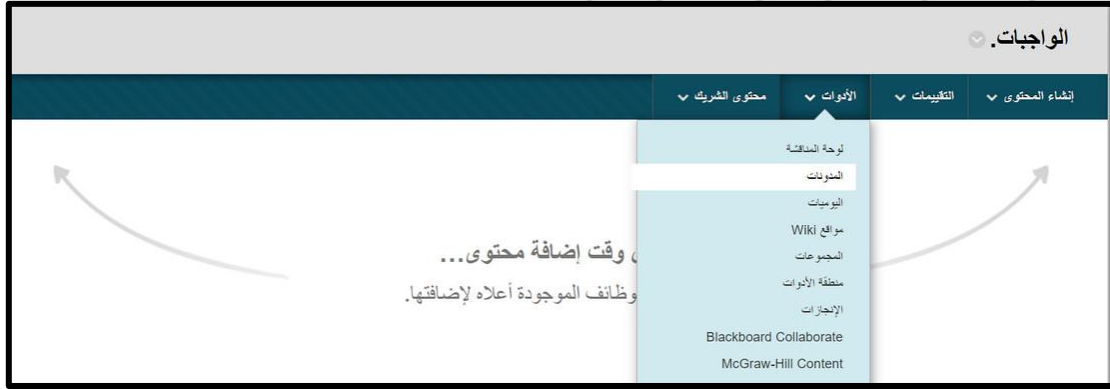 الواجبات.
إنشاء المحتوى
التقييمات
الأدوات
محتوى الشريك
لوحة المناقشة
المدونات
اليوميات
مواقع Wiki
المجموعات
منطقة الأدوات
الإنجازات
Blackboard Collaborate
McGraw-Hill Content
وقت إضافة محتوى...
وظائف الموجودة أعلاه لإضافتها.